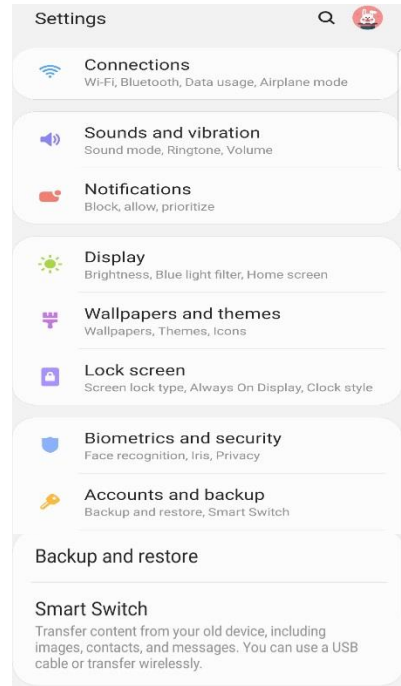 Settings
Connections
Wi-Fi, Bluetooth, Data usage, Airplane mode
Sounds and vibration
Sound mode, Ringtone, Volume
Notifications
Block, allow, prioritize
Display
Brightness, Blue light filter, Home screen
Wallpapers and themes
Wallpapers, Themes, Icons
Lock screen
Screen lock type, Always On Display, Clock style
Biometrics and security
Face recognition, Iris, Privacy
Accounts and backup
Backup and restore, Smart Switch
Backup and restore
Smart Switch
Transfer content from your old device, including
images, contacts, and messages. You can use a USB
cable or transfer wirelessly.